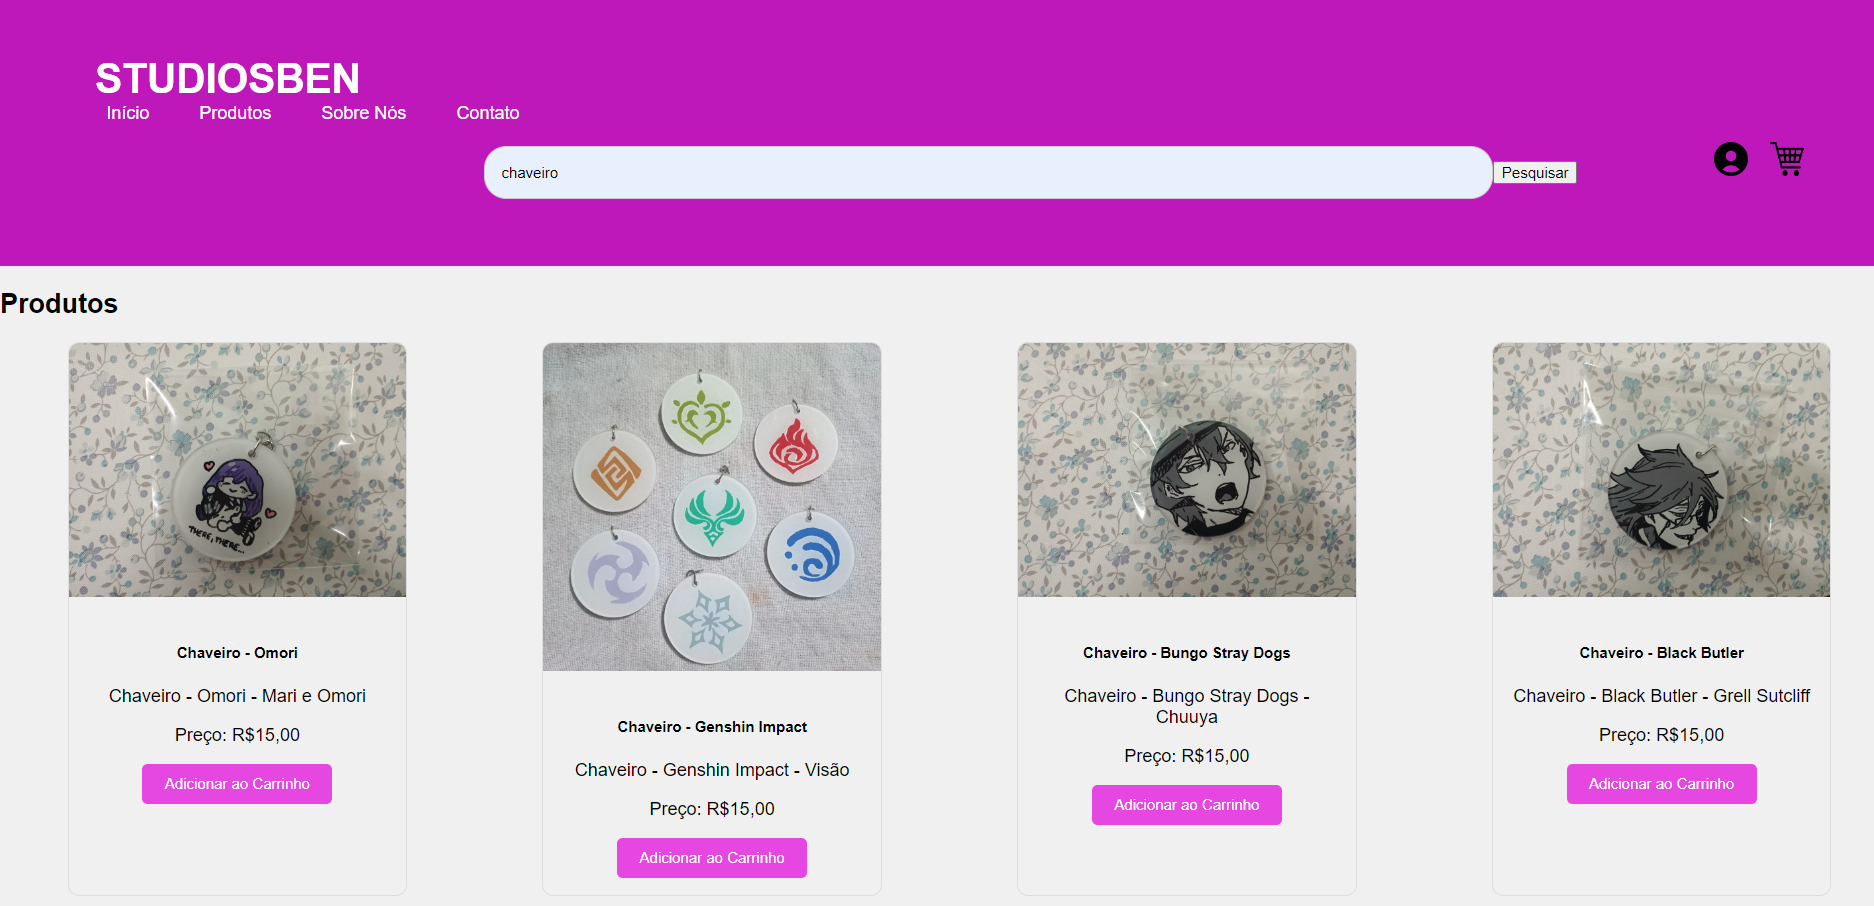 STUDIOSBEN
Início Produtos Sobre Nós Contato
chaveiro Pesquisar
Produtos
THERE, THERE...
Chaveiro - Omori
Chaveiro - Omori - Mari e Omori
Preço: R$15,00
Adicionar ao Carrinho
Chaveiro - Genshin Impact
Chaveiro - Genshin Impact - Visão
Preço: R$15,00
Adicionar ao Carrinho
Chaveiro - Bungo Stray Dogs
Chaveiro - Bungo Stray Dogs -
Chuuya
Preço: R$15,00
Adicionar ao Carrinho
Chaveiro - Black Butler
Chaveiro - Black Butler - Grell Sutcliff
Preço: R$15,00
Adicionar ao Carrinho